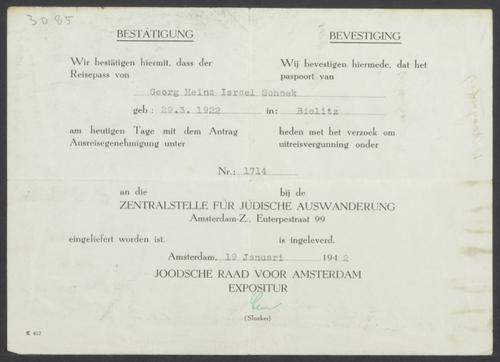 3085
BESTÄTIGUNG
BEVESTIGING
Wir bestätigen hiermit, dass der
Reisepass von
Wij bevestigen hiermede, dat het
paspoort van
Georg Heinz Israel Schnek
geb: 29.3. 1922 in: Bielitz
am heutigen Tage mit dem Antrag
Ausreisegenehmigung unter
heden met het verzoek om
uitreisvergunning onder
Nr.: 1714
an die
bij de
ZENTRALSTELLE FÜR JÜDISCHE AUSWANDERUNG
Amsterdam-Z., Euterpestraat 99
eingeliefert worden ist.
is ingeleverd.
Amsterdam, 19 Januari 1942
JOODSCHE RAAD VOOR AMSTERDAM
EXPOSITUR
(Slusker)
K 417